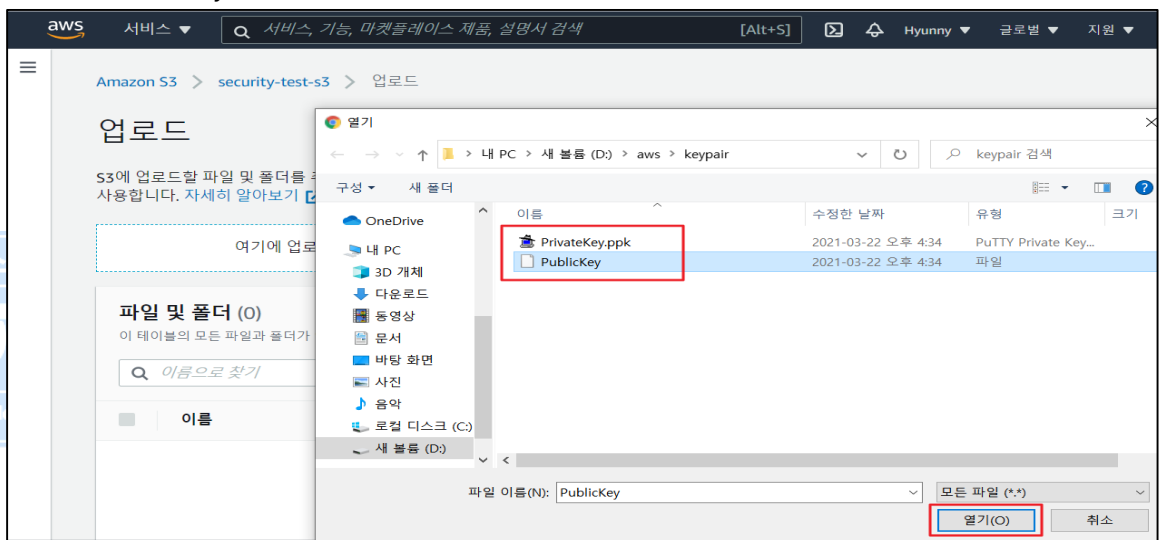 aws 서비스 ▼ 서비스, 기능, 마켓플레이스 제품, 설명서 검색 [Alt+S] Hyunny ▼ 글로벌 ▼ 지원 ▼
Amazon S3 > security-test-s3 > 업로드
업로드
S3에 업로드할 파일 및 폴더를
사용합니다. 자세히 알아보기
여기에 업로
파일 및 폴더 (0)
이 테이블의 모든 파일과 폴더가
이름으로 찾기
이름
열기
내 PC > 새 볼륨 (D:) > aws > keypair
keypair 검색
구성 ▾ 새 폴더
이름 수정한 날짜 유형 크기
PrivateKey.ppk 2021-03-22 오후 4:34 PuTTY Private Key...
PublicKey 2021-03-22 오후 4:34 파일
OneDrive
내 PC
3D 개체
다운로드
동영상
문서
바탕 화면
사진
음악
로컬 디스크 (C:)
새 볼륨 (D:)
파일 이름(N): PublicKey 모든 파일 (*.*)
열기(O) 취소